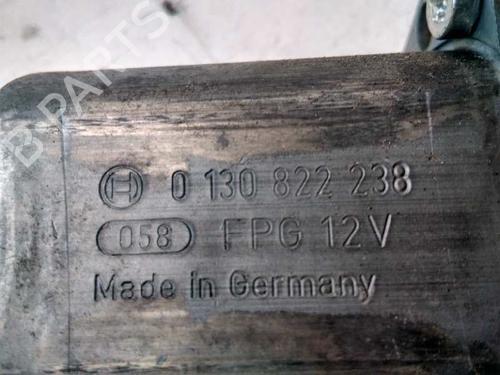 B-PARTS
0 130 822 238
058 FPG 12V
Made in Germany